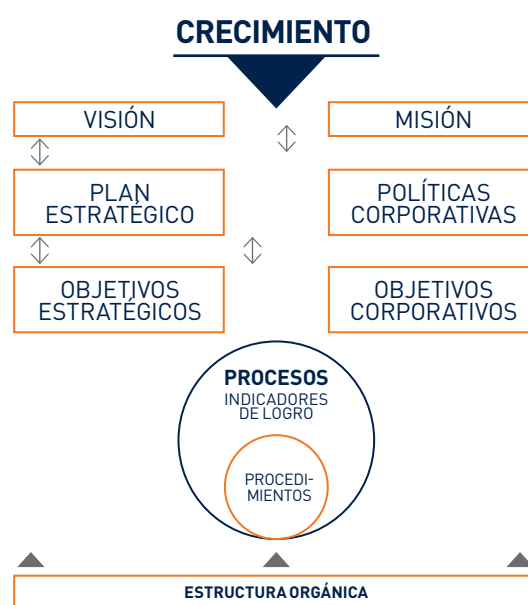 CRECIMIENTO
VISIÓN
MISIÓN
PLAN
ESTRATÉGICO
POLÍTICAS
CORPORATIVAS
OBJETIVOS
ESTRATÉGICOS
OBJETIVOS
CORPORATIVOS
PROCESOS
INDICADORES
DE LOGRO
PROCEDI-
MIENTOS
ESTRUCTURA ORGÁNICA